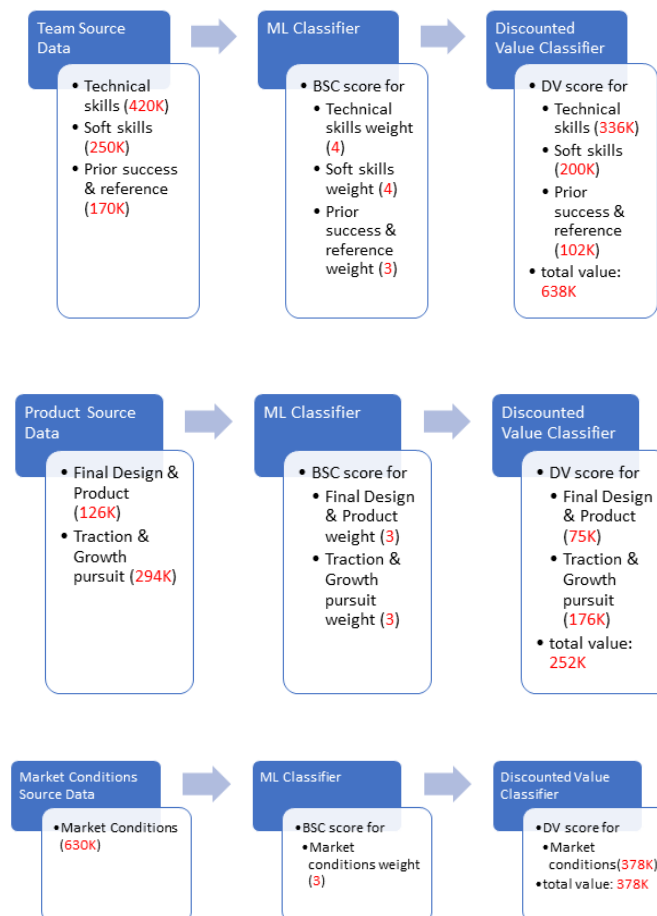 Team Source
Data
• Technical
skills (420K)
• Soft skills
(250K)
• Prior success
& reference
(170K)
ML Classifier
• BSC score for
• Technical
skills weight
(4)
• Soft skills
weight (4)
• Prior
success &
reference
weight (3)
Discounted
Value Classifier
• DV score for
• Technical
skills (336K)
• Soft skills
(200K)
• Prior
success &
reference
(102K)
• total value:
638K
Product Source
Data
• Final Design &
Product
(126K)
• Traction &
Growth
pursuit (294K)
ML Classifier
• BSC score for
• Final Design
& Product
weight (3)
• Traction &
Growth
pursuit
weight (3)
Discounted
Value Classifier
• DV score for
• Final Design
& Product
(75K)
• Traction &
Growth
pursuit
(176K)
• total value:
252K
Market Conditions
Source Data
•Market Conditions
(630K)
ML Classifier
•BSC score for
•Market
conditions weight
(3)
Discounted Value
Classifier
•DV score for
•Market
conditions(378K)
•total value: 378K